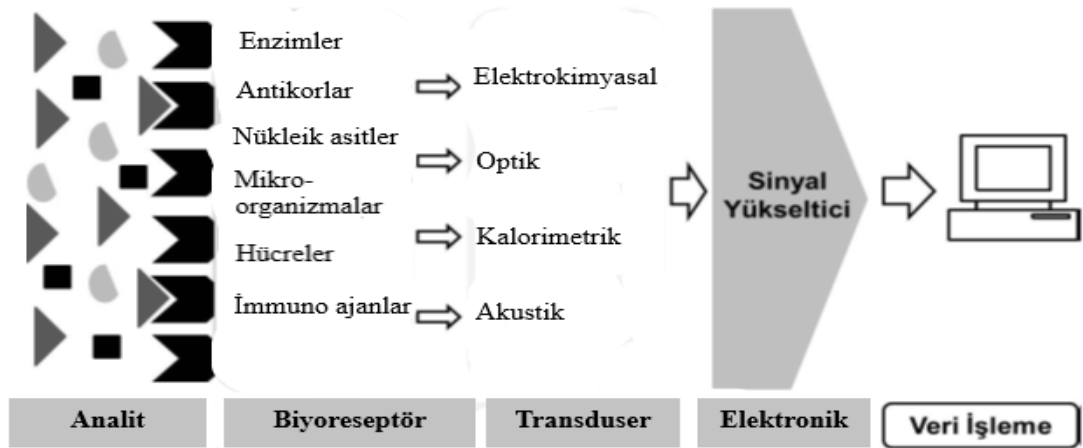 Enzimler
Antikorlar
Nükleik asitler
Mikro-
organizmalar
Hücreler
İmmuno ajanlar
Elektrokimyasal
Optik
Kalorimetrik
Akustik
Sinyal
Yükseltici
Analit
Biyoreseptör
Transduser
Elektronik
Veri İşleme